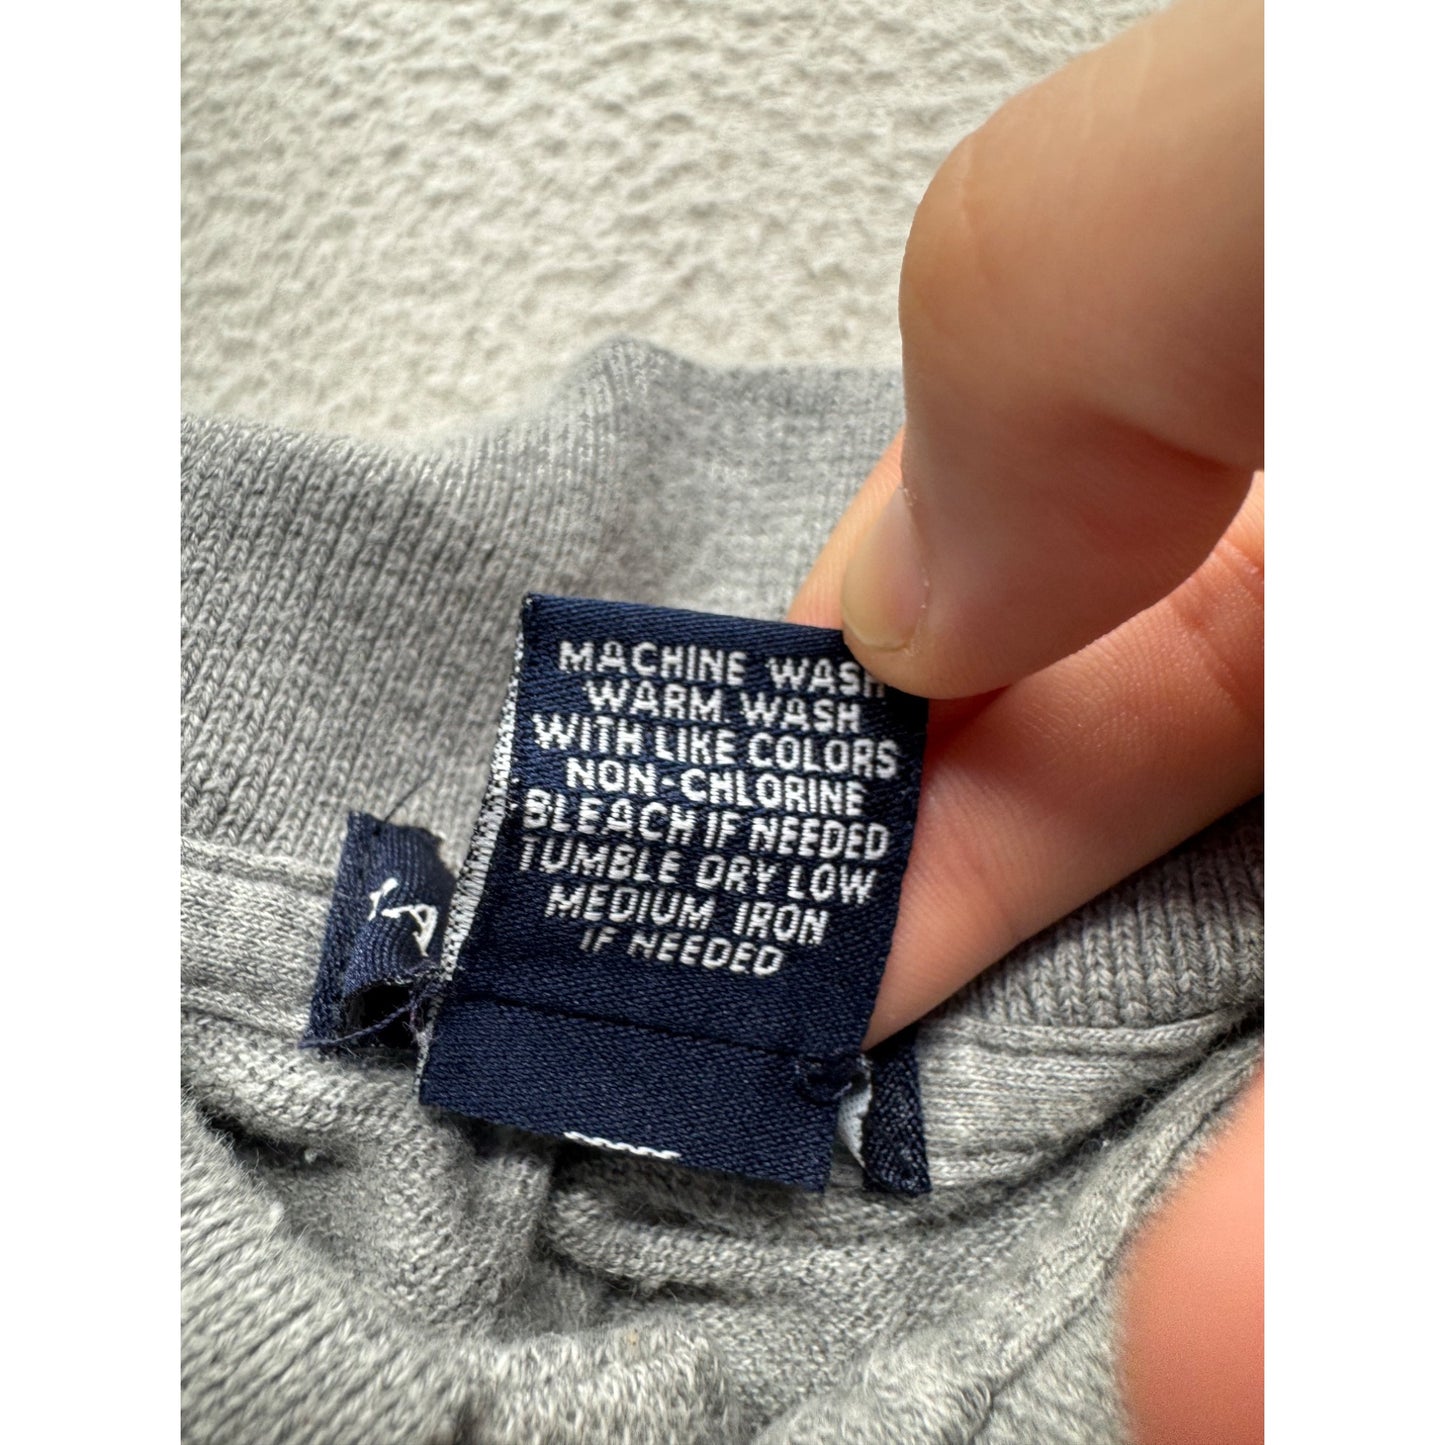 MACHINE WASH
WARM WASH
WITH LIKE COLORS
NON-CHLORINE
BLEACH IF NEEDED
TUMBLE DRY LOW
MEDIUM IRON
IF NEEDED